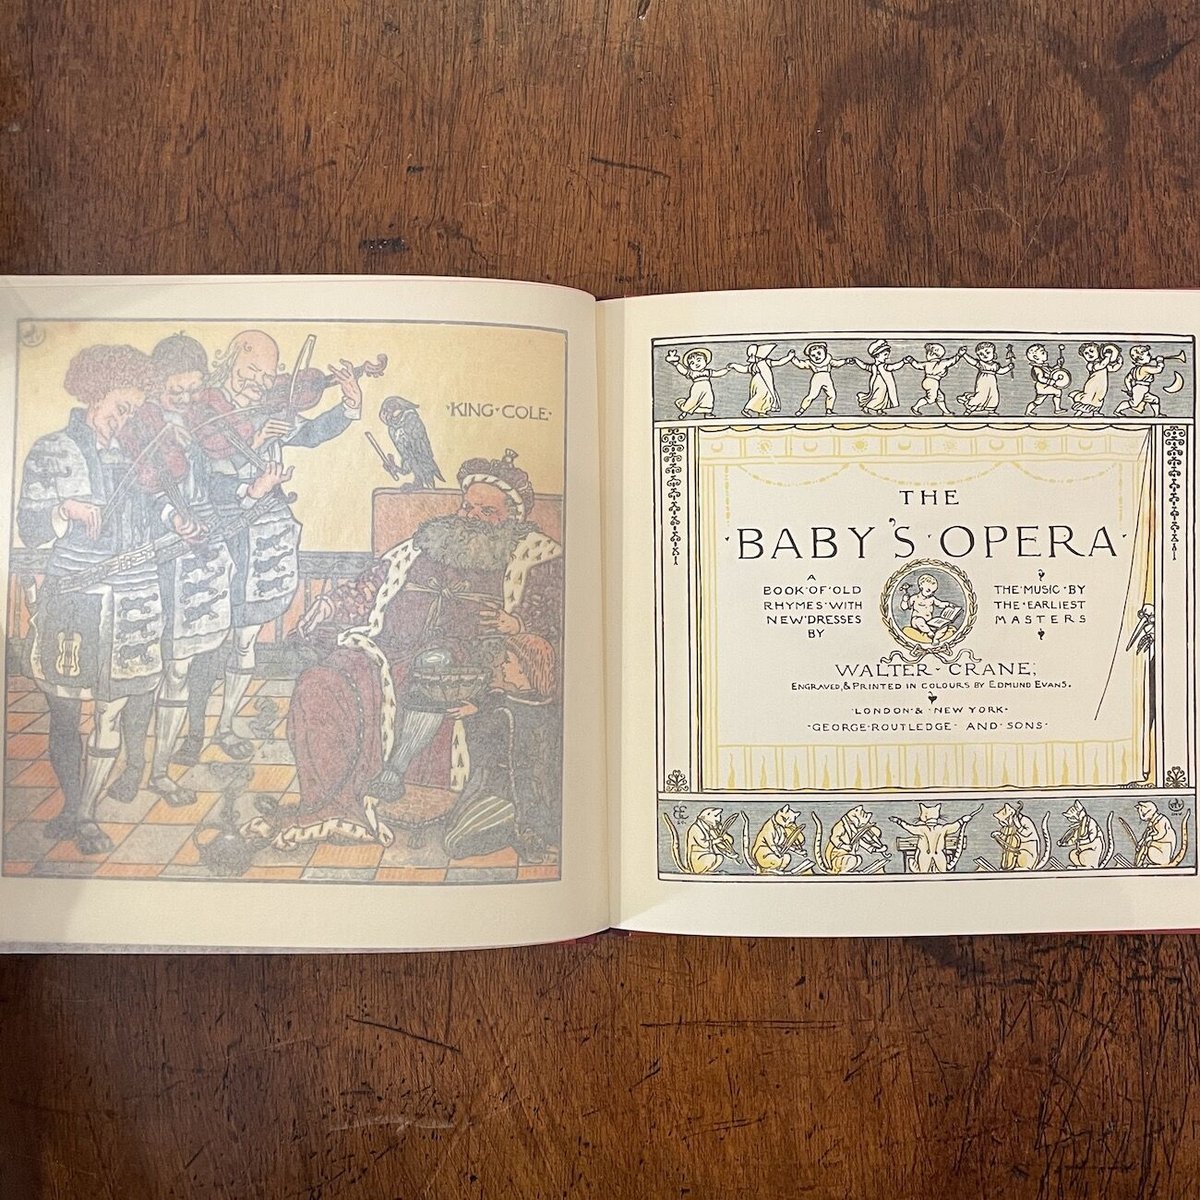 ·KING·COLE·
THE
·BABY'S·OPERA·
A
BOOK·OF·OLD
RHYMES·WITH
NEW·DRESSES
BY
THE·MUSIC·BY
THE·EARLIEST
MASTERS
WALTER·CRANE,
ENGRAVED, & PRINTED IN COLOURS BY EDMUND EVANS.
·LONDON·& ·NEW YORK·
·GEORGE·ROUTLEDGE· AND SONS·